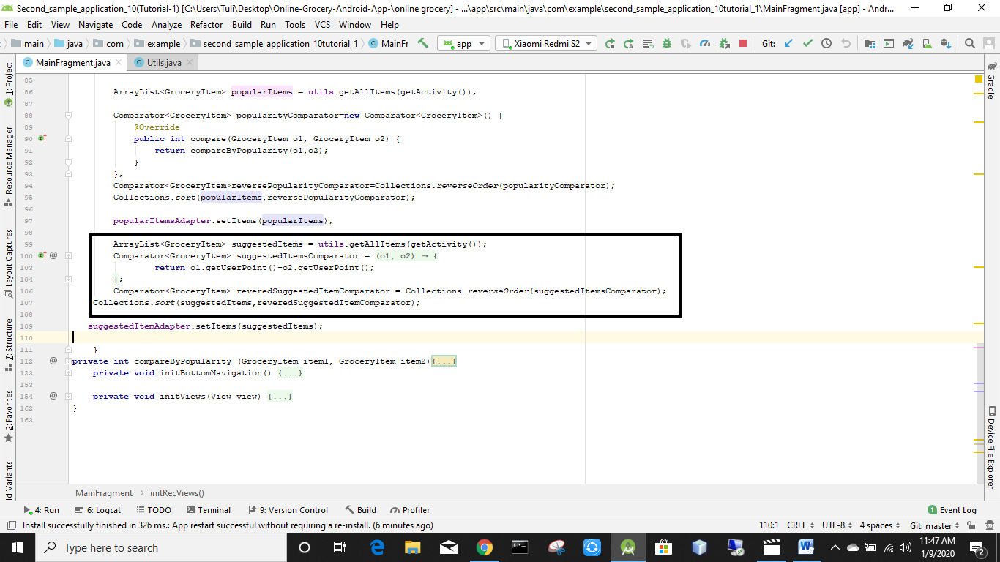 Second_sample_application_10(Tutorial-1) [C:\Users\Tuli\Desktop\Online-Grocery-Android-App-\online grocery] - ...\app\src\main\java\com\example\second_sample_application_10tutorial_1\MainFragment.java [app] - Andr...
File Edit View Navigate Code Analyze Refactor Build Run Tools VCS Window Help
main java com example second_sample_application_10tutorial_1 MainFr app Xiaomi Redmi S2 Git:
MainFragment.java Utils.java
1: Project
Resource Manager
Layout Captures
7: Structure
2: Favorites
ld Variants
Gradle
Device File Explorer
85
86 ArrayList<GroceryItem> popularItems = utils.getAllItems(getActivity());
87
88 Comparator<GroceryItem> popularityComparator=new Comparator<GroceryItem>() {
89 @Override
90 public int compare(GroceryItem o1, GroceryItem o2) {
91 return compareByPopularity(o1,o2);
92 }
93 };
94 Comparator<GroceryItem>reversePopularityComparator=Collections.reverseOrder(popularityComparator);
95 Collections.sort(popularItems,reversePopularityComparator);
96
97 popularItemsAdapter.setItems(popularItems);
98
99 ArrayList<GroceryItem> suggestedItems = utils.getAllItems(getActivity());
100 @ Comparator<GroceryItem> suggestedItemsComparator = (o1, o2) → {
103 return o1.getUserPoint()-o2.getUserPoint();
104 };
106 Comparator<GroceryItem> reveredSuggestedItemComparator = Collections.reverseOrder(suggestedItemsComparator);
107 Collections.sort(suggestedItems,reveredSuggestedItemComparator);
108
109 suggestedItemAdapter.setItems(suggestedItems);
110
111 }
112 @ private int compareByPopularity (GroceryItem item1, GroceryItem item2){...}
123 private void initBottomNavigation() {...}
153
154 @ private void initViews(View view) {...}
162 }
163
MainFragment > initRecViews()
4: Run 6: Logcat TODO Terminal 9: Version Control Build Profiler 1 Event Log
Install successfully finished in 326 ms.: App restart successful without requiring a re-install. (6 minutes ago) 110:1 CRLF UTF-8 4 spaces Git: master
Type here to search
11:47 AM
1/9/2020
2